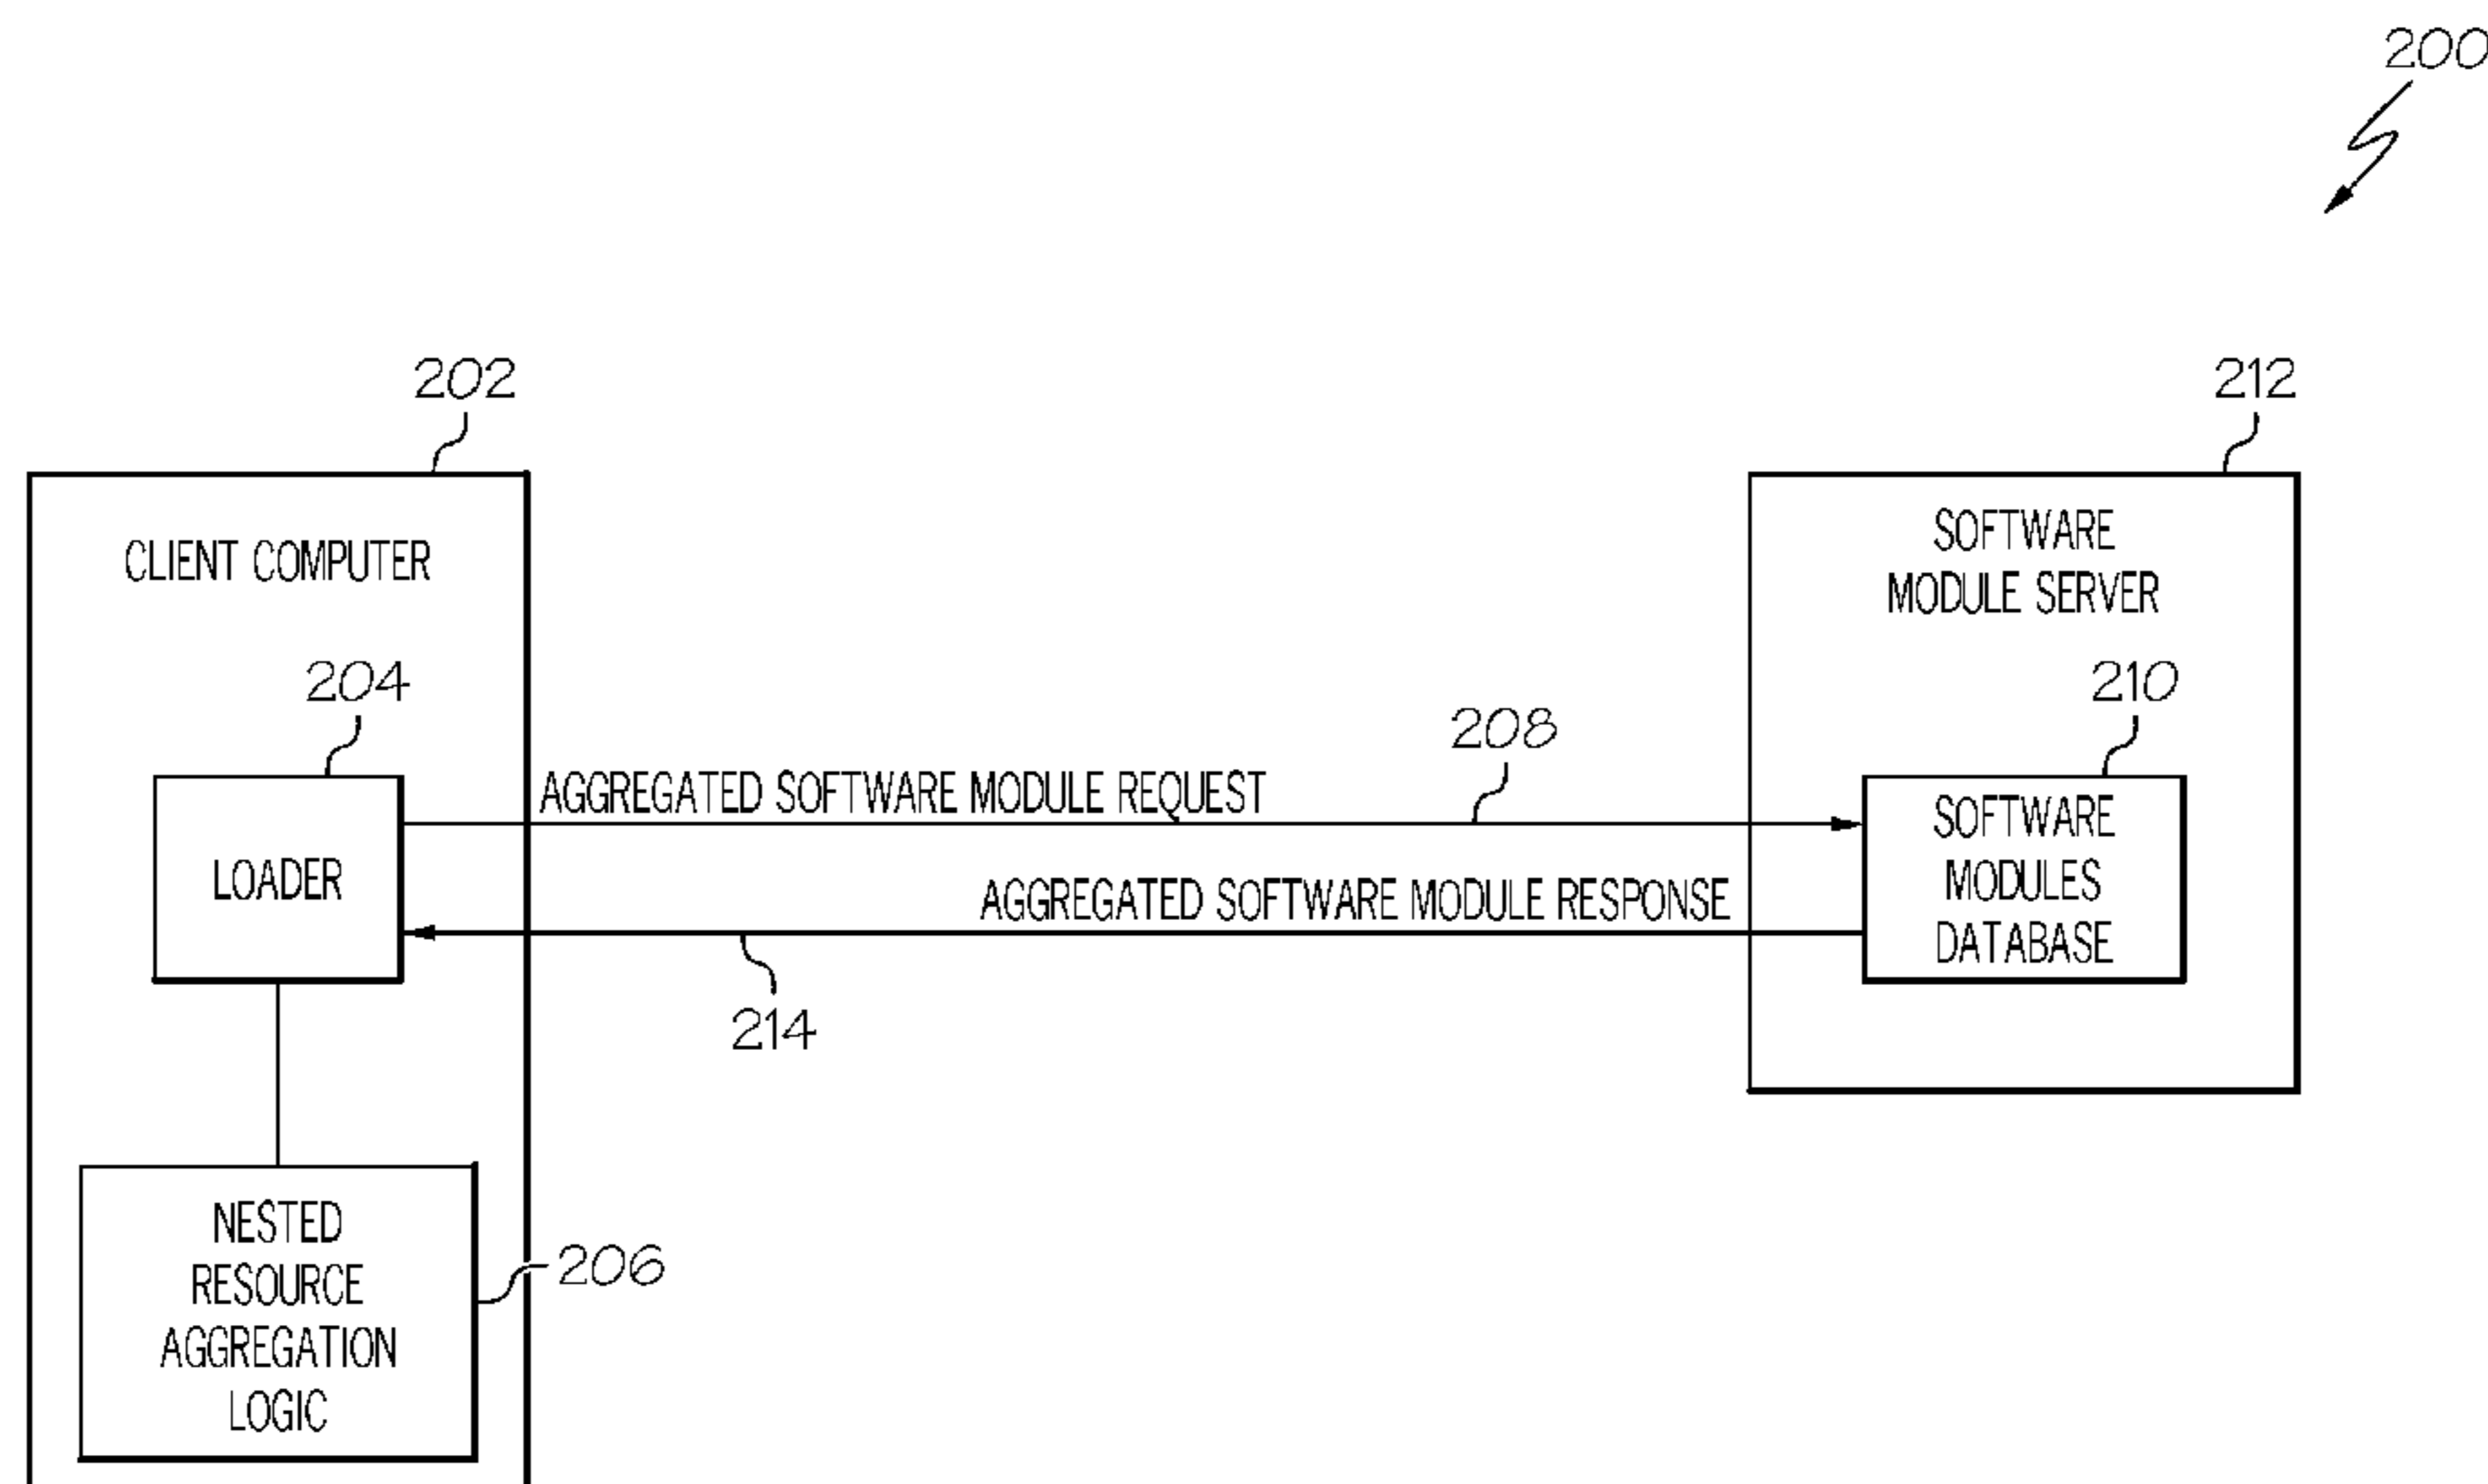 200
202
212
CLIENT COMPUTER
SOFTWARE
MODULE SERVER
204
210
208
AGGREGATED SOFTWARE MODULE REQUEST
LOADER
SOFTWARE
MODULES
DATABASE
AGGREGATED SOFTWARE MODULE RESPONSE
214
NESTED
RESOURCE
AGGREGATION
LOGIC
206